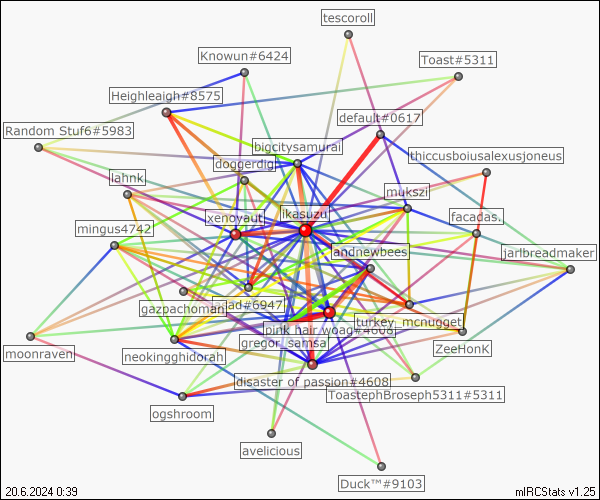 tescoroll
Knowun#6424
Toast#5311
Heighleaigh#8575
default#0617
Random Stuf6#5983
bigcitysamurai
thiccusboiusalexusjoneus
doggerdig
lahnk
mukszi
xenoyaut
ikasuzu
facadas.
mingus4742
andnewbees
jarlbreadmaker
gazpachoman
jad#6947
pink hair woag#4608
turkey_mcnugget
gregor_samsa
ZeeHonK
moonraven
neokingghidorah
disaster of passion#4608
ToastephBroseph5311#5311
ogshroom
avelicious
Duck™#9103
20.6.2024 0:39
mIRCStats v1.25